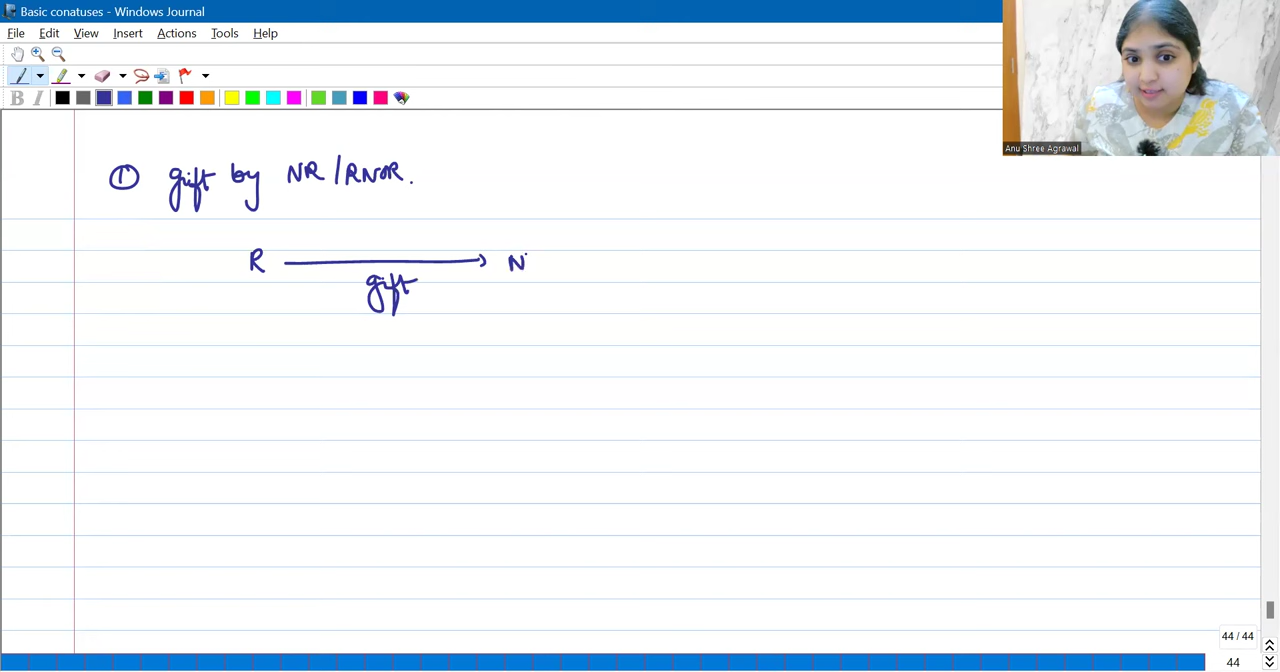 Basic conatuses - Windows Journal
File Edit View Insert Actions Tools Help
B I
Anu Shree Agrawal
① gift by NR/RNOR.
R → N
gift
44 / 44
44